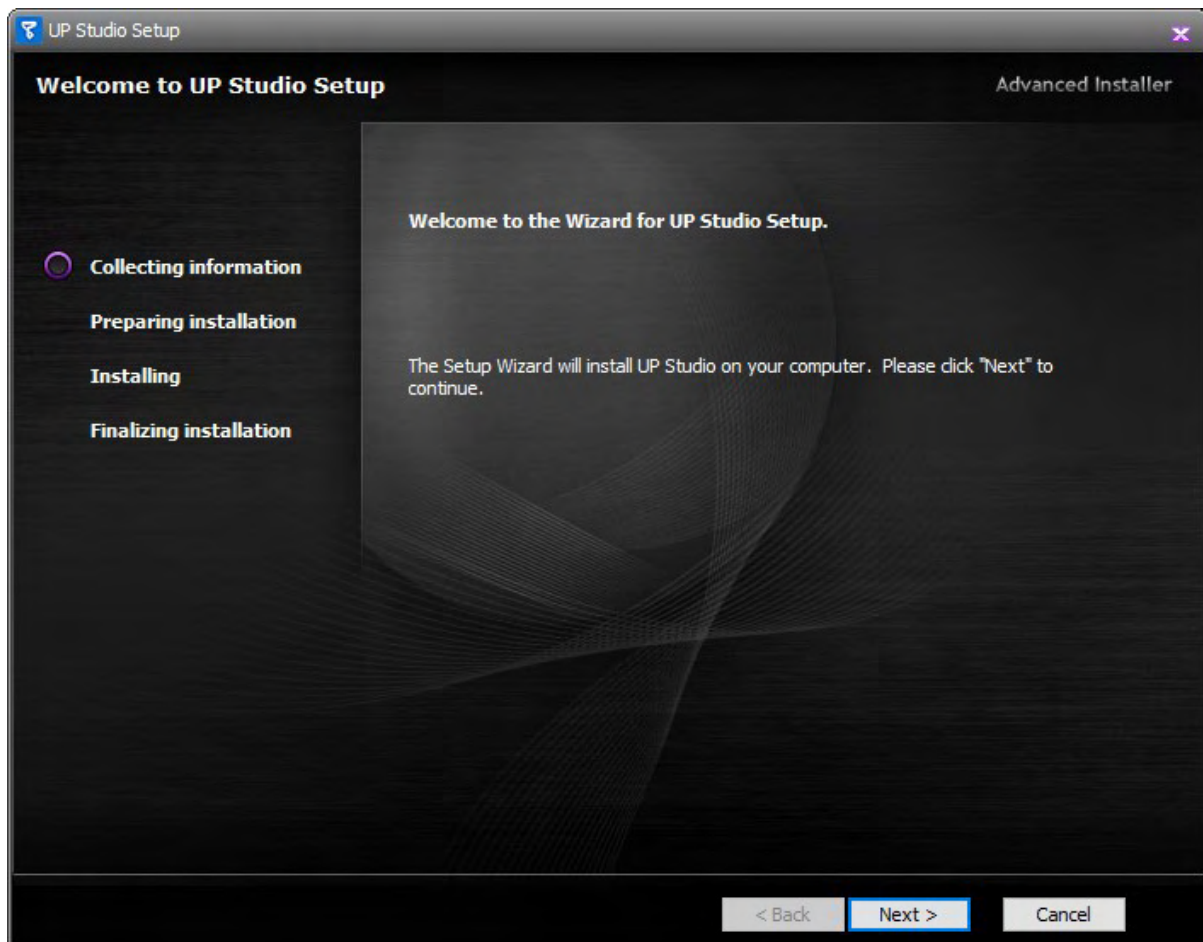 UP Studio Setup
Welcome to UP Studio Setup
Advanced Installer
Welcome to the Wizard for UP Studio Setup.
Collecting information
Preparing installation
Installing
Finalizing installation
The Setup Wizard will install UP Studio on your computer.  Please click "Next" to
continue.
< Back
Next >
Cancel